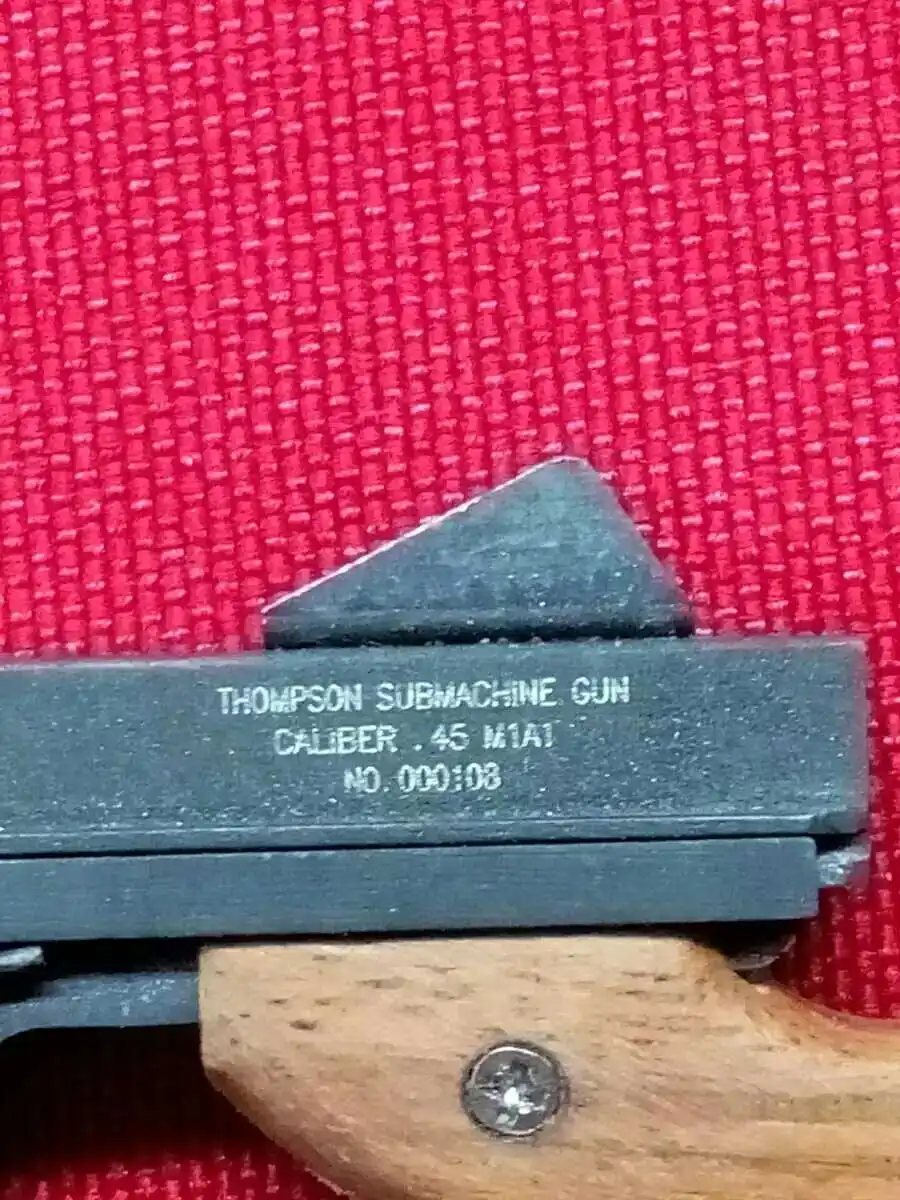 THOMPSON SUBMACHINE GUN
CALIBER .45 M1A1
NO. 000108